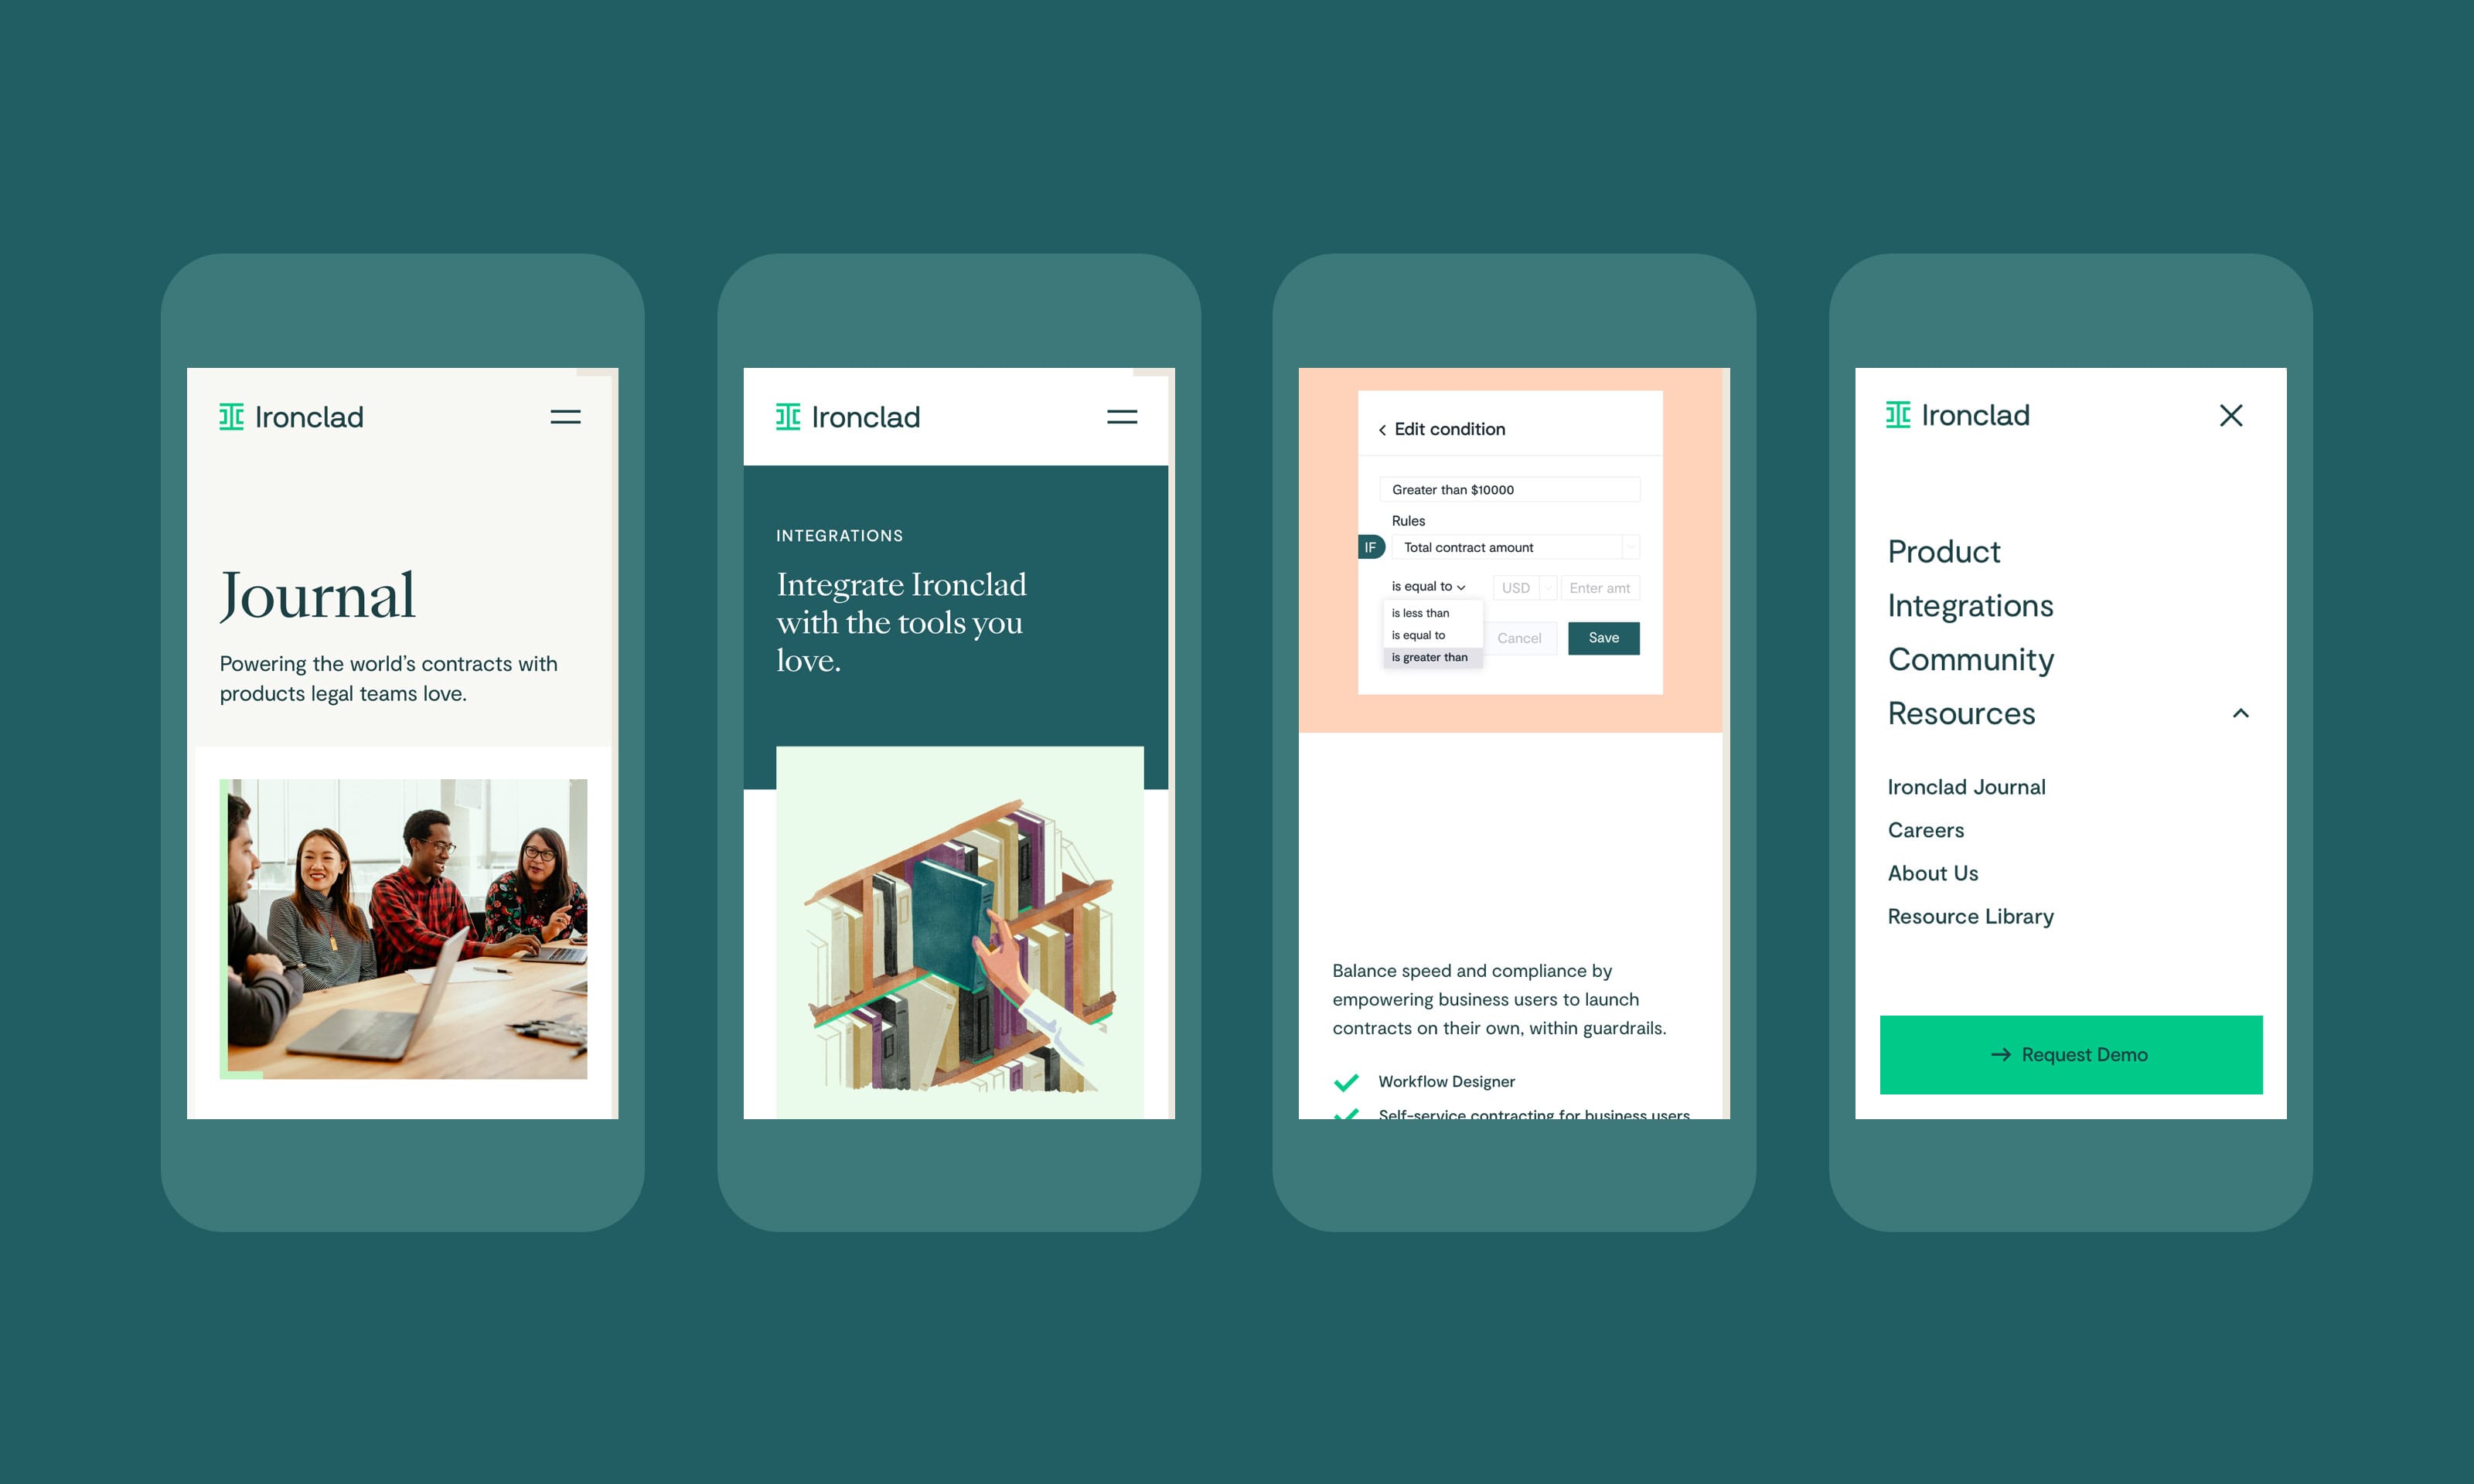 Ironclad
Journal
Powering the world’s contracts with
products legal teams love.
Ironclad
INTEGRATIONS
Integrate Ironclad
with the tools you
love.
Edit condition
Greater than $10000
Rules
IF Total contract amount
is equal to USD Enter amt
is less than
is equal to
is greater than
Cancel Save
Balance speed and compliance by
empowering business users to launch
contracts on their own, within guardrails.
Workflow Designer
Self-service contracting for business users
Ironclad
Product
Integrations
Community
Resources
Ironclad Journal
Careers
About Us
Resource Library
Request Demo